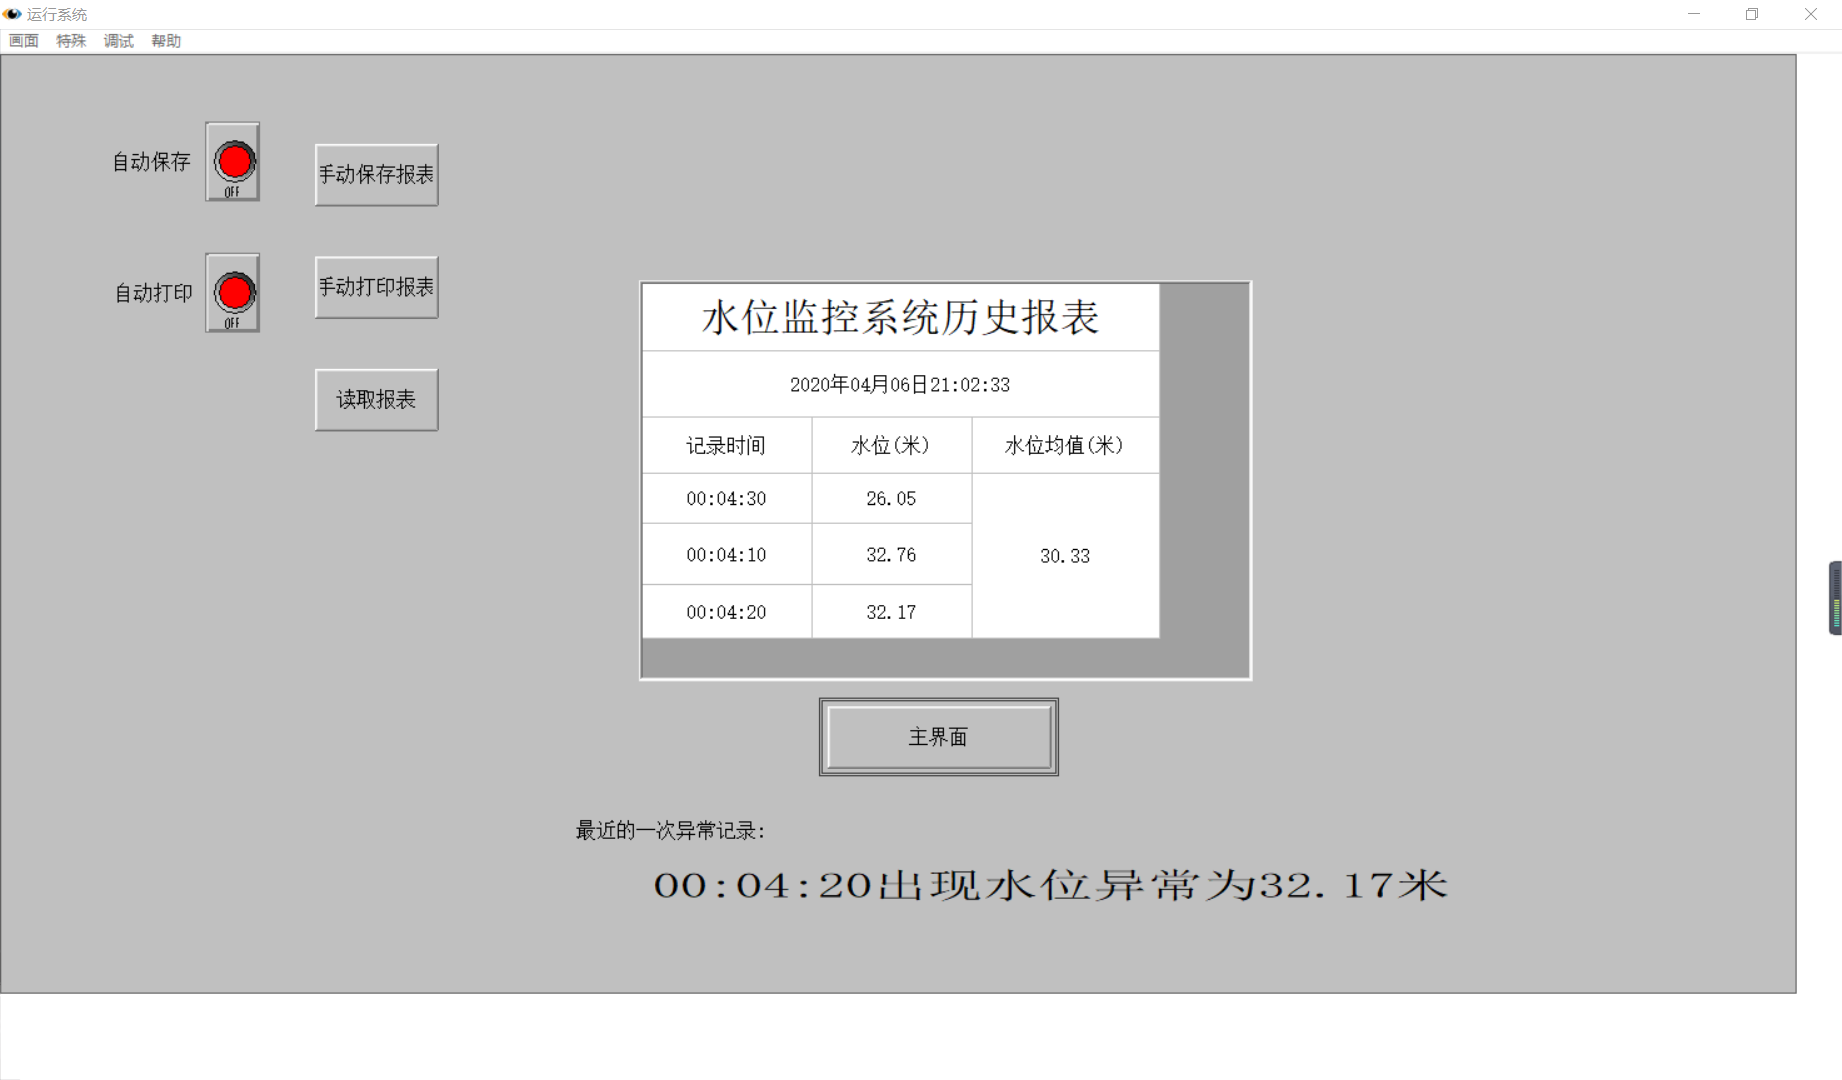 运行系统
画面 特殊 调试 帮助
自动保存
OFF
手动保存报表
自动打印
OFF
手动打印报表
读取报表
水位监控系统历史报表
2020年04月06日21:02:33
记录时间 水位(米) 水位均值(米)
00:04:30 26.05
00:04:10 32.76 30.33
00:04:20 32.17
主界面
最近的一次异常记录:
00:04:20出现水位异常为32.17米